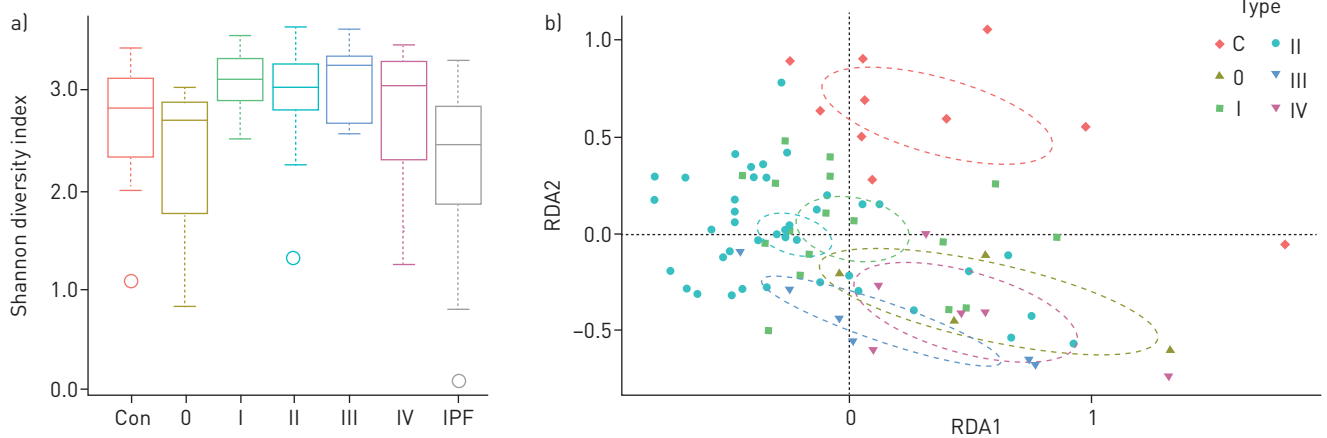 a)
Shannon diversity index
3.0
2.0
1.0
0.0
Con 0 I II III IV IPF
b)
RDA2
1.0
0.5
0.0
–0.5
0 1
RDA1
Type
C II
0 III
I IV